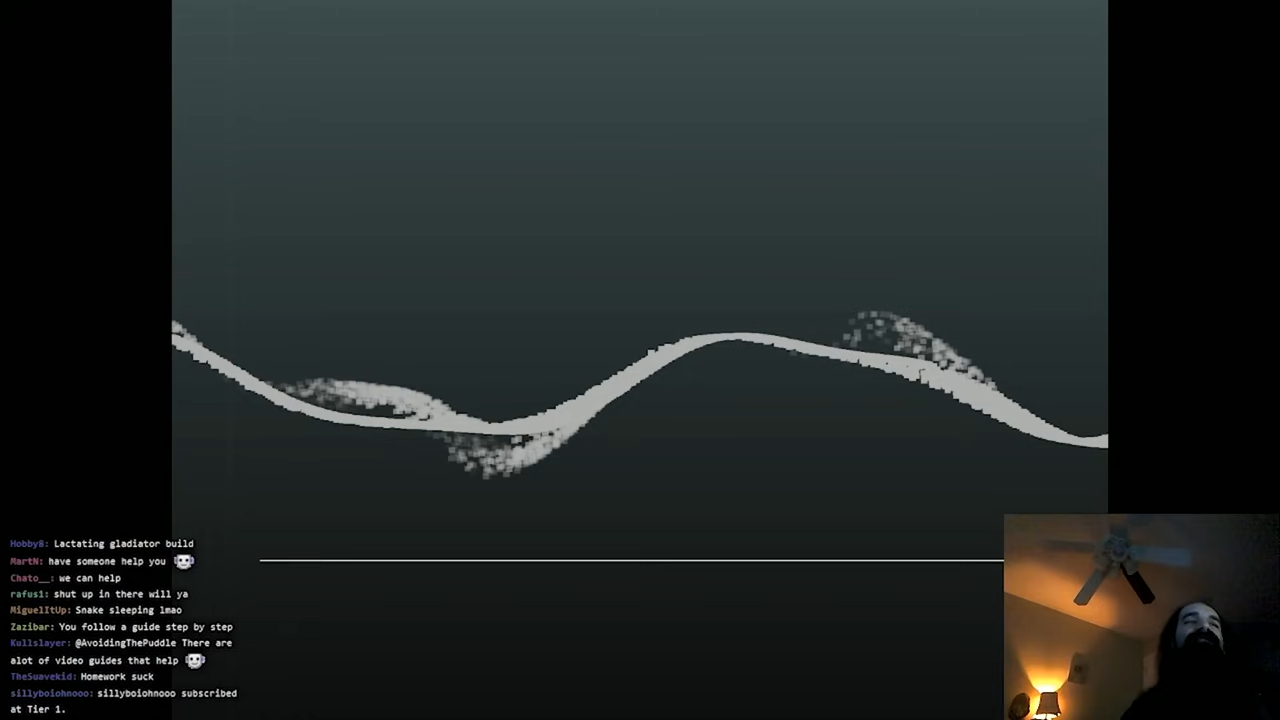 HobbyB: Lactating gladiator build
MartN: have someone help you
Chato__: we can help
rafus1: shut up in there will ya
MiguelItUp: Snake sleeping lmao
Zazibar: You follow a guide step by step
Kullslayer: @AvoidingThePuddle There are
alot of video guides that help
TheSuavekid: Homework suck
sillyboiohnooo: sillyboiohnooo subscribed
at Tier 1.